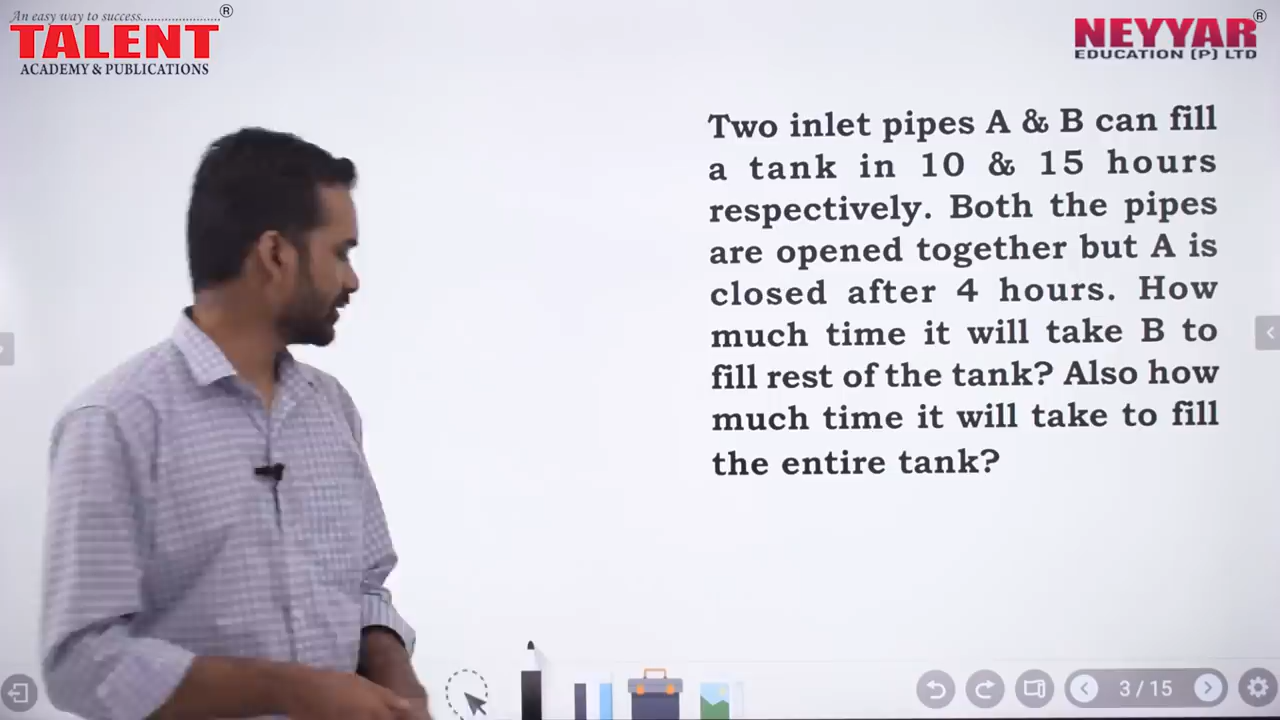 An easy way to success........................®
TALENT
ACADEMY & PUBLICATIONS
NEYYAR®
EDUCATION (P) LTD
Two inlet pipes A & B can fill
a tank in 10 & 15 hours
respectively. Both the pipes
are opened together but A is
closed after 4 hours. How
much time it will take B to
fill rest of the tank? Also how
much time it will take to fill
the entire tank?
3 / 15